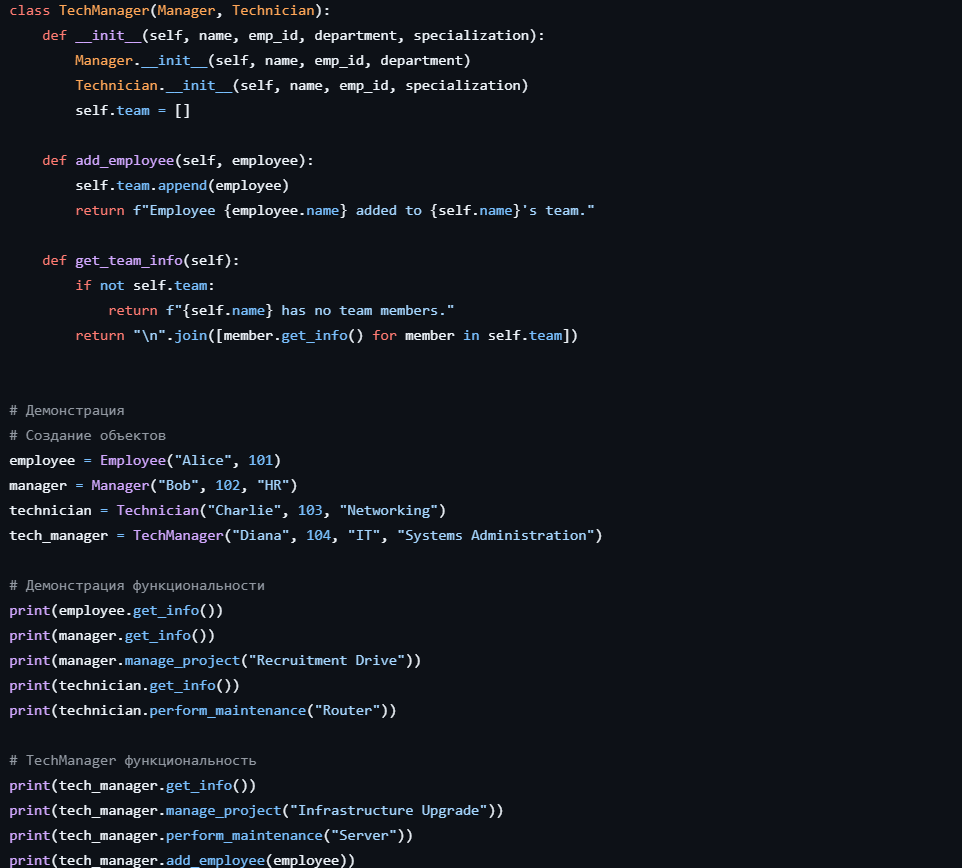 class TechManager(Manager, Technician):
    def __init__(self, name, emp_id, department, specialization):
        Manager.__init__(self, name, emp_id, department)
        Technician.__init__(self, name, emp_id, specialization)
        self.team = []

    def add_employee(self, employee):
        self.team.append(employee)
        return f"Employee {employee.name} added to {self.name}'s team."

    def get_team_info(self):
        if not self.team:
            return f"{self.name} has no team members."
        return "\n".join([member.get_info() for member in self.team])


# Демонстрация
# Создание объектов
employee = Employee("Alice", 101)
manager = Manager("Bob", 102, "HR")
technician = Technician("Charlie", 103, "Networking")
tech_manager = TechManager("Diana", 104, "IT", "Systems Administration")

# Демонстрация функциональности
print(employee.get_info())
print(manager.get_info())
print(manager.manage_project("Recruitment Drive"))
print(technician.get_info())
print(technician.perform_maintenance("Router"))

# TechManager функциональность
print(tech_manager.get_info())
print(tech_manager.manage_project("Infrastructure Upgrade"))
print(tech_manager.perform_maintenance("Server"))
print(tech_manager.add_employee(employee))